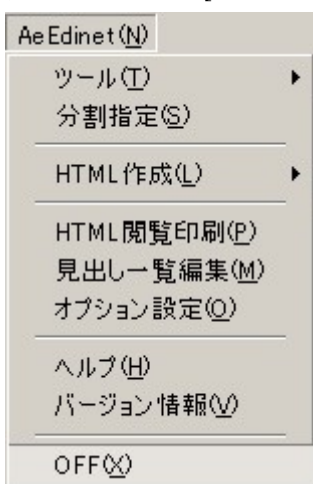 AeEdinet(N)
ツール(T)
分割指定(S)
HTML作成(L)
HTML閲覧印刷(P)
見出し一覧編集(M)
オプション設定(O)
ヘルプ(H)
バージョン情報(V)
OFF(X)